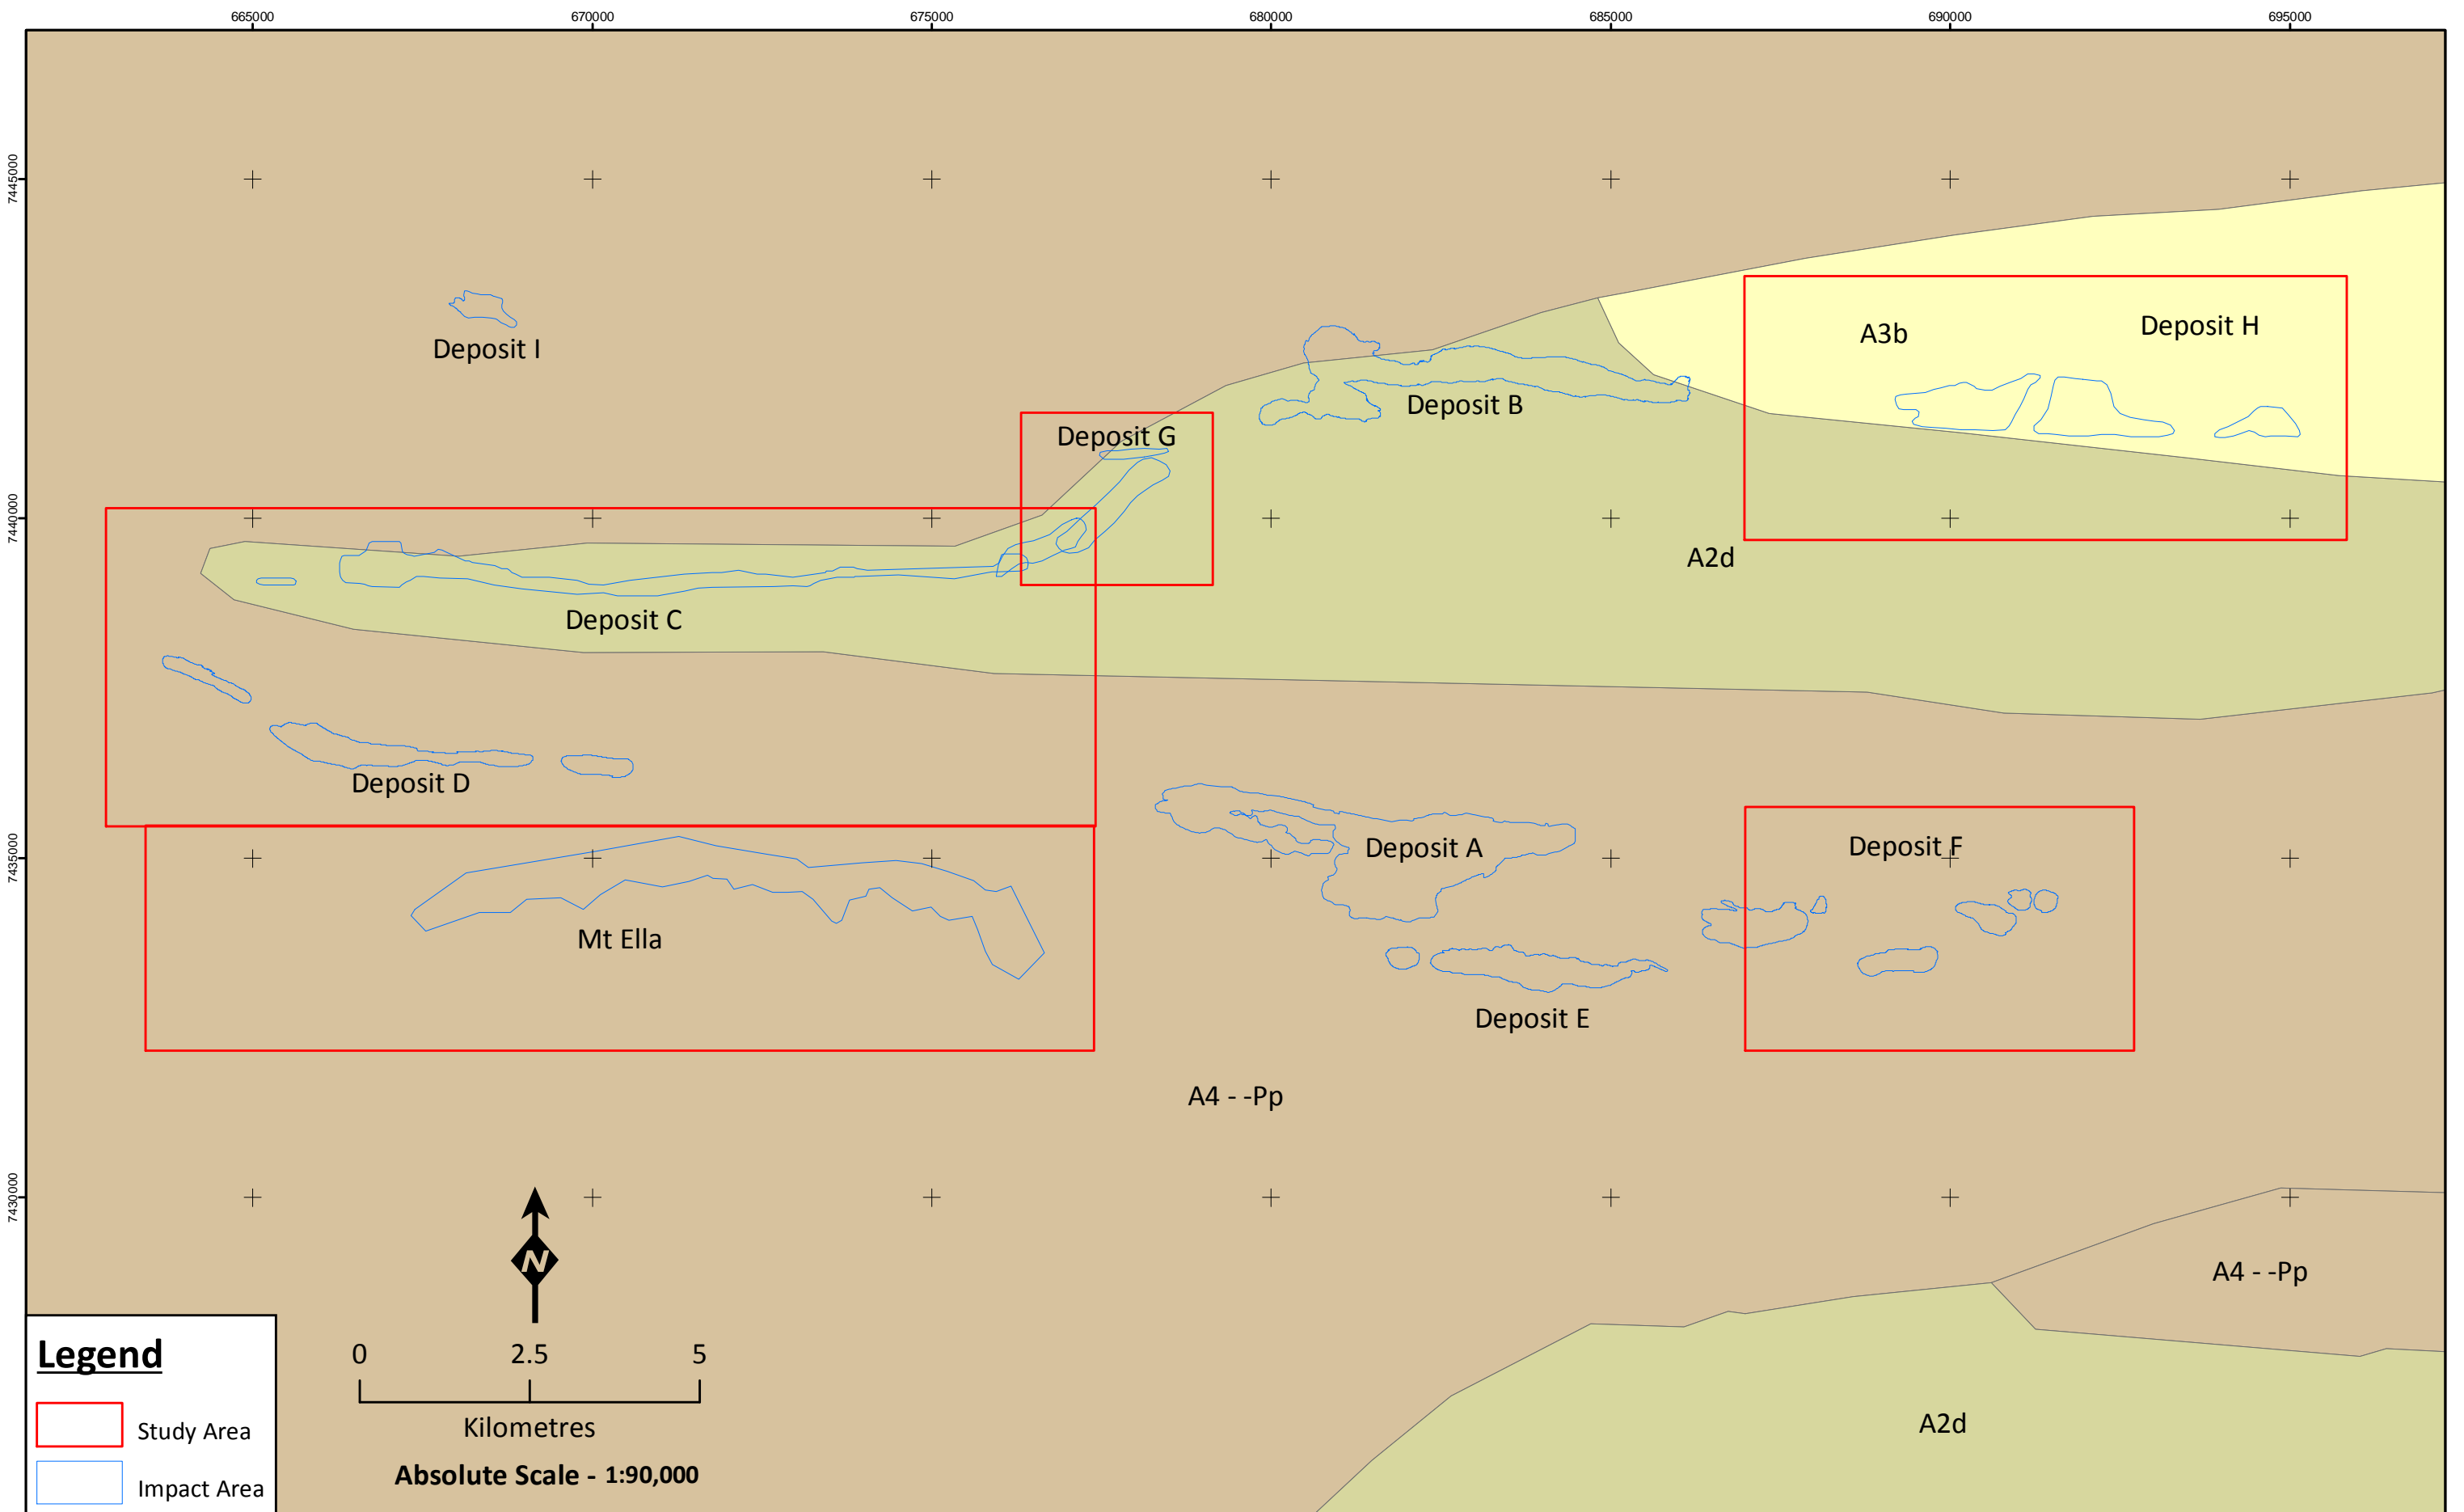 665000 670000 675000 680000 685000 690000 695000
7445000
7440000
7435000
7430000
Deposit I
A3b
Deposit H
Deposit B
Deposit G
A2d
Deposit C
Deposit D
Deposit A
Deposit F
Mt Ella
Deposit E
A4 - -Pp
A4 - -Pp
N
A2d
0 2.5 5
Kilometres
Absolute Scale - 1:90,000
Legend
Study Area
Impact Area